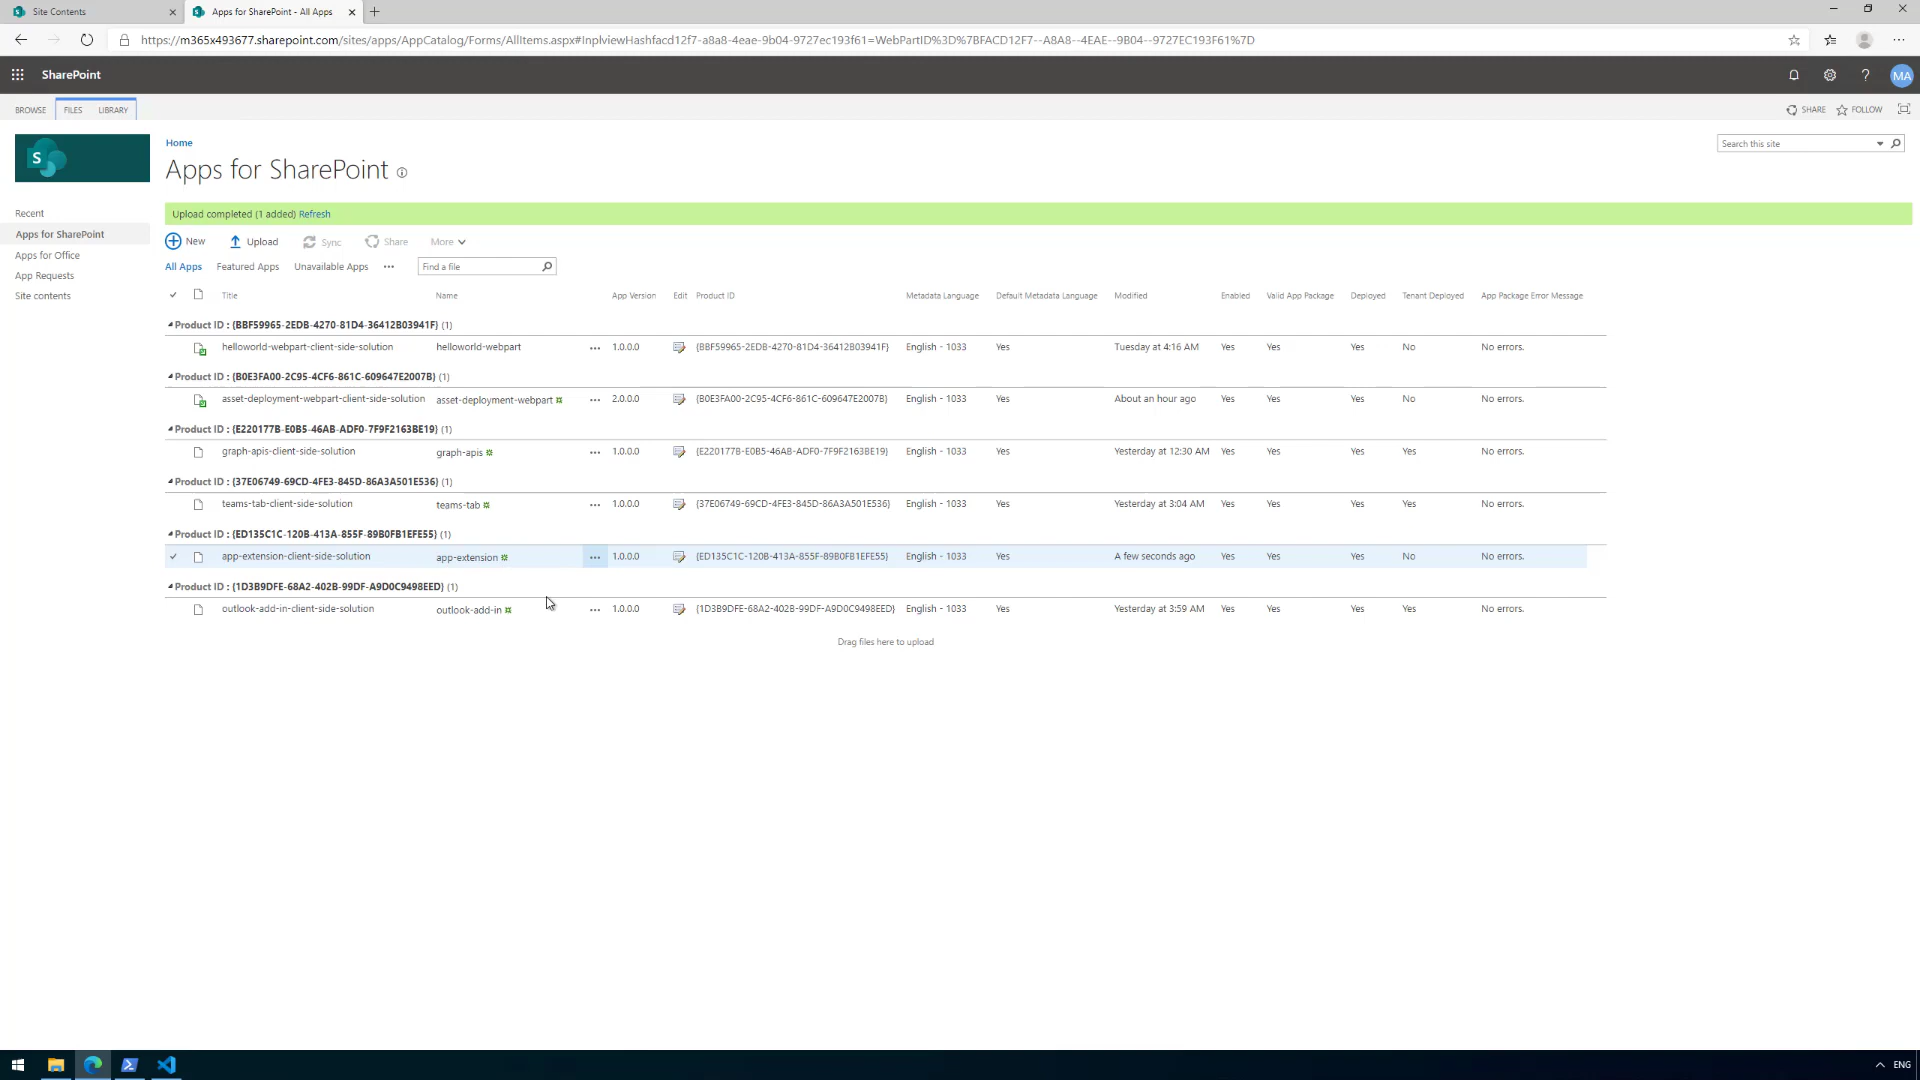 Site Contents
Apps for SharePoint - All Apps
https://m365x493677.sharepoint.com/sites/apps/AppCatalog/Forms/AllItems.aspx#InplviewHashfacd12f7-a8a8-4eae-9b04-9727ec193f61=WebPartID%3D%7BFACD12F7--A8A8--4EAE--9B04--9727EC193F61%7D
SharePoint
MA
BROWSE FILES LIBRARY
SHARE FOLLOW
S
Home
Search this site
Apps for SharePoint
Recent
Apps for SharePoint
Apps for Office
App Requests
Site contents
Upload completed (1 added) Refresh
New Upload Sync Share More
All Apps Featured Apps Unavailable Apps ... Find a file
Title Name App Version Edit Product ID Metadata Language Default Metadata Language Modified Enabled Valid App Package Deployed Tenant Deployed App Package Error Message
Product ID : {BBF59965-2EDB-4270-81D4-36412B03941F} (1)
helloworld-webpart-client-side-solution helloworld-webpart ... 1.0.0.0 {BBF59965-2EDB-4270-81D4-36412B03941F} English - 1033 Yes Tuesday at 4:16 AM Yes Yes Yes No No errors.
Product ID : {B0E3FA00-2C95-4CF6-861C-609647E2007B} (1)
asset-deployment-webpart-client-side-solution asset-deployment-webpart ... 2.0.0.0 {B0E3FA00-2C95-4CF6-861C-609647E2007B} English - 1033 Yes About an hour ago Yes Yes Yes No No errors.
Product ID : {E220177B-E0B5-46AB-ADF0-7F9F2163BE19} (1)
graph-apis-client-side-solution graph-apis ... 1.0.0.0 {E220177B-E0B5-46AB-ADF0-7F9F2163BE19} English - 1033 Yes Yesterday at 12:30 AM Yes Yes Yes Yes No errors.
Product ID : {37E06749-69CD-4FE3-845D-86A3A501E536} (1)
teams-tab-client-side-solution teams-tab ... 1.0.0.0 {37E06749-69CD-4FE3-845D-86A3A501E536} English - 1033 Yes Yesterday at 3:04 AM Yes Yes Yes Yes No errors.
Product ID : {ED135C1C-120B-413A-855F-89B0FB1EFE55} (1)
app-extension-client-side-solution app-extension ... 1.0.0.0 {ED135C1C-120B-413A-855F-89B0FB1EFE55} English - 1033 Yes A few seconds ago Yes Yes Yes No No errors.
Product ID : {1D3B9DFE-68A2-402B-99DF-A9D0C9498EED} (1)
outlook-add-in-client-side-solution outlook-add-in ... 1.0.0.0 {1D3B9DFE-68A2-402B-99DF-A9D0C9498EED} English - 1033 Yes Yesterday at 3:59 AM Yes Yes Yes Yes No errors.
Drag files here to upload
ENG